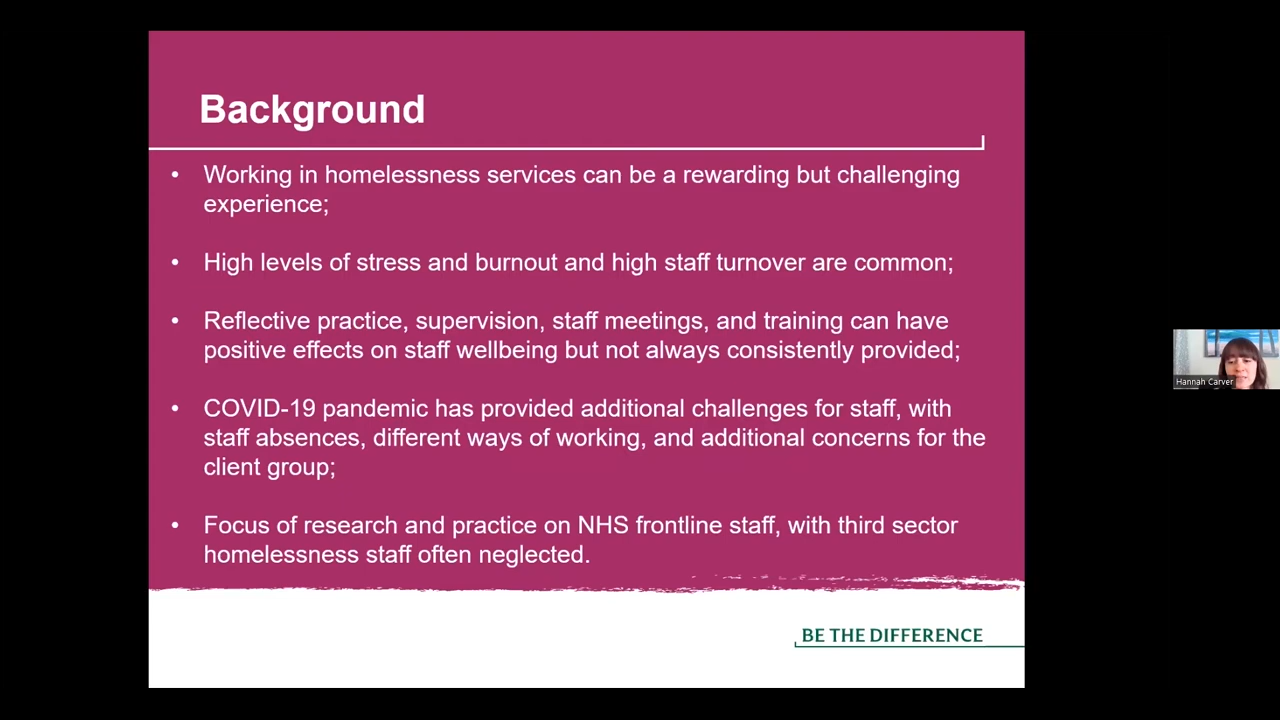 Background
• Working in homelessness services can be a rewarding but challenging
experience;
• High levels of stress and burnout and high staff turnover are common;
• Reflective practice, supervision, staff meetings, and training can have
positive effects on staff wellbeing but not always consistently provided;
• COVID-19 pandemic has provided additional challenges for staff, with
staff absences, different ways of working, and additional concerns for the
client group;
• Focus of research and practice on NHS frontline staff, with third sector
homelessness staff often neglected.
BE THE DIFFERENCE
Hannah Carver